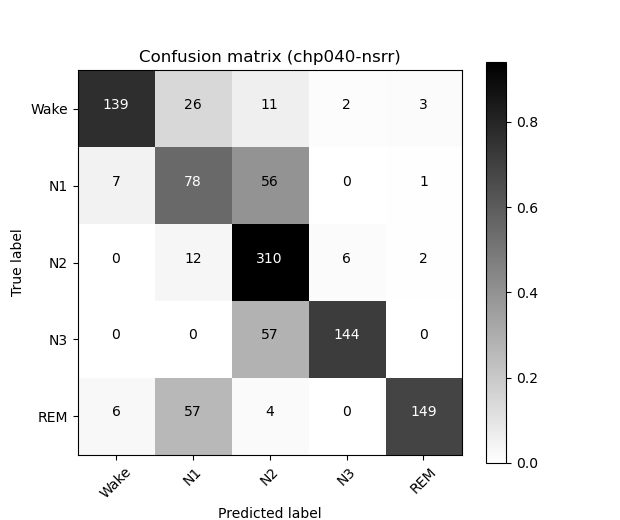 Confusion matrix (chp040-nsrr)
Wake 139 26 11 2 3
N1 7 78 56 0 1
N2 0 12 310 6 2
N3 0 0 57 144 0
REM 6 57 4 0 149
Wake N1 N2 N3 REM
Predicted label
True label
0.8
0.6
0.4
0.2
0.0